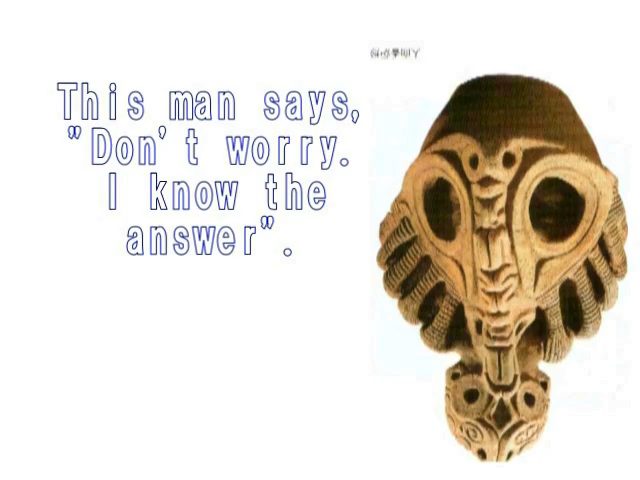 This man says,
"Don't worry.
I know the
answer".